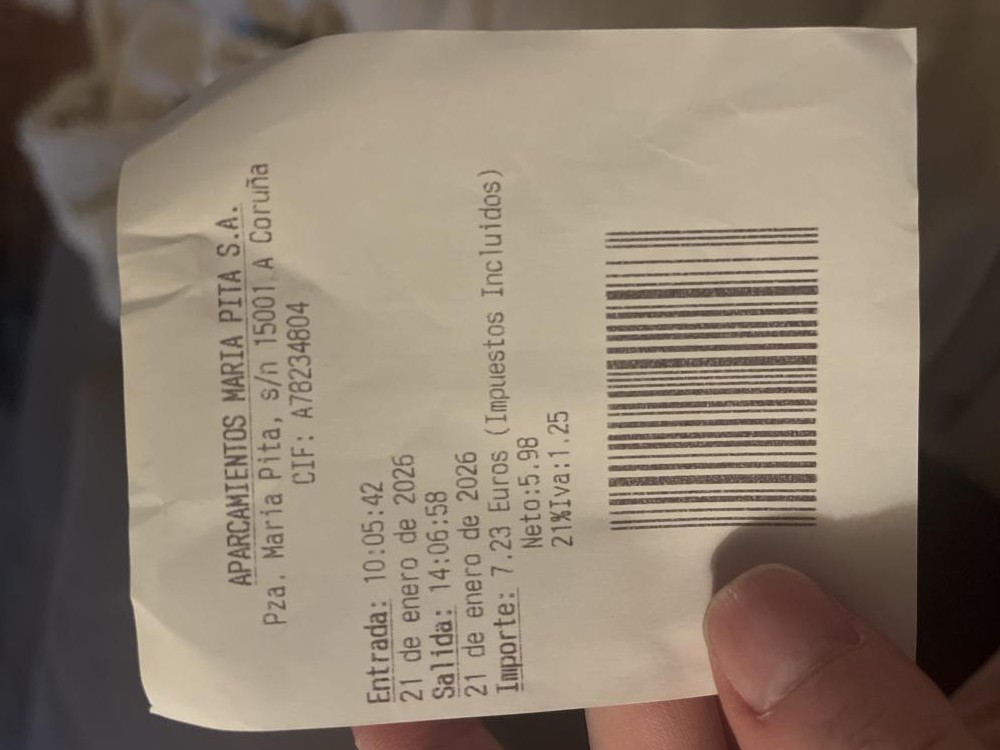 APARCAMIENTOS MARIA PITA S.A.
Pza. Maria Pita, s/n 15001 A Coruña
CIF: A78234804
Entrada: 10:05:42
21 de enero de 2026
Salida: 14:06:58
21 de enero de 2026
Importe: 7.23 Euros (Impuestos Incluidos)
Neto:5.98
21%Iva:1.25